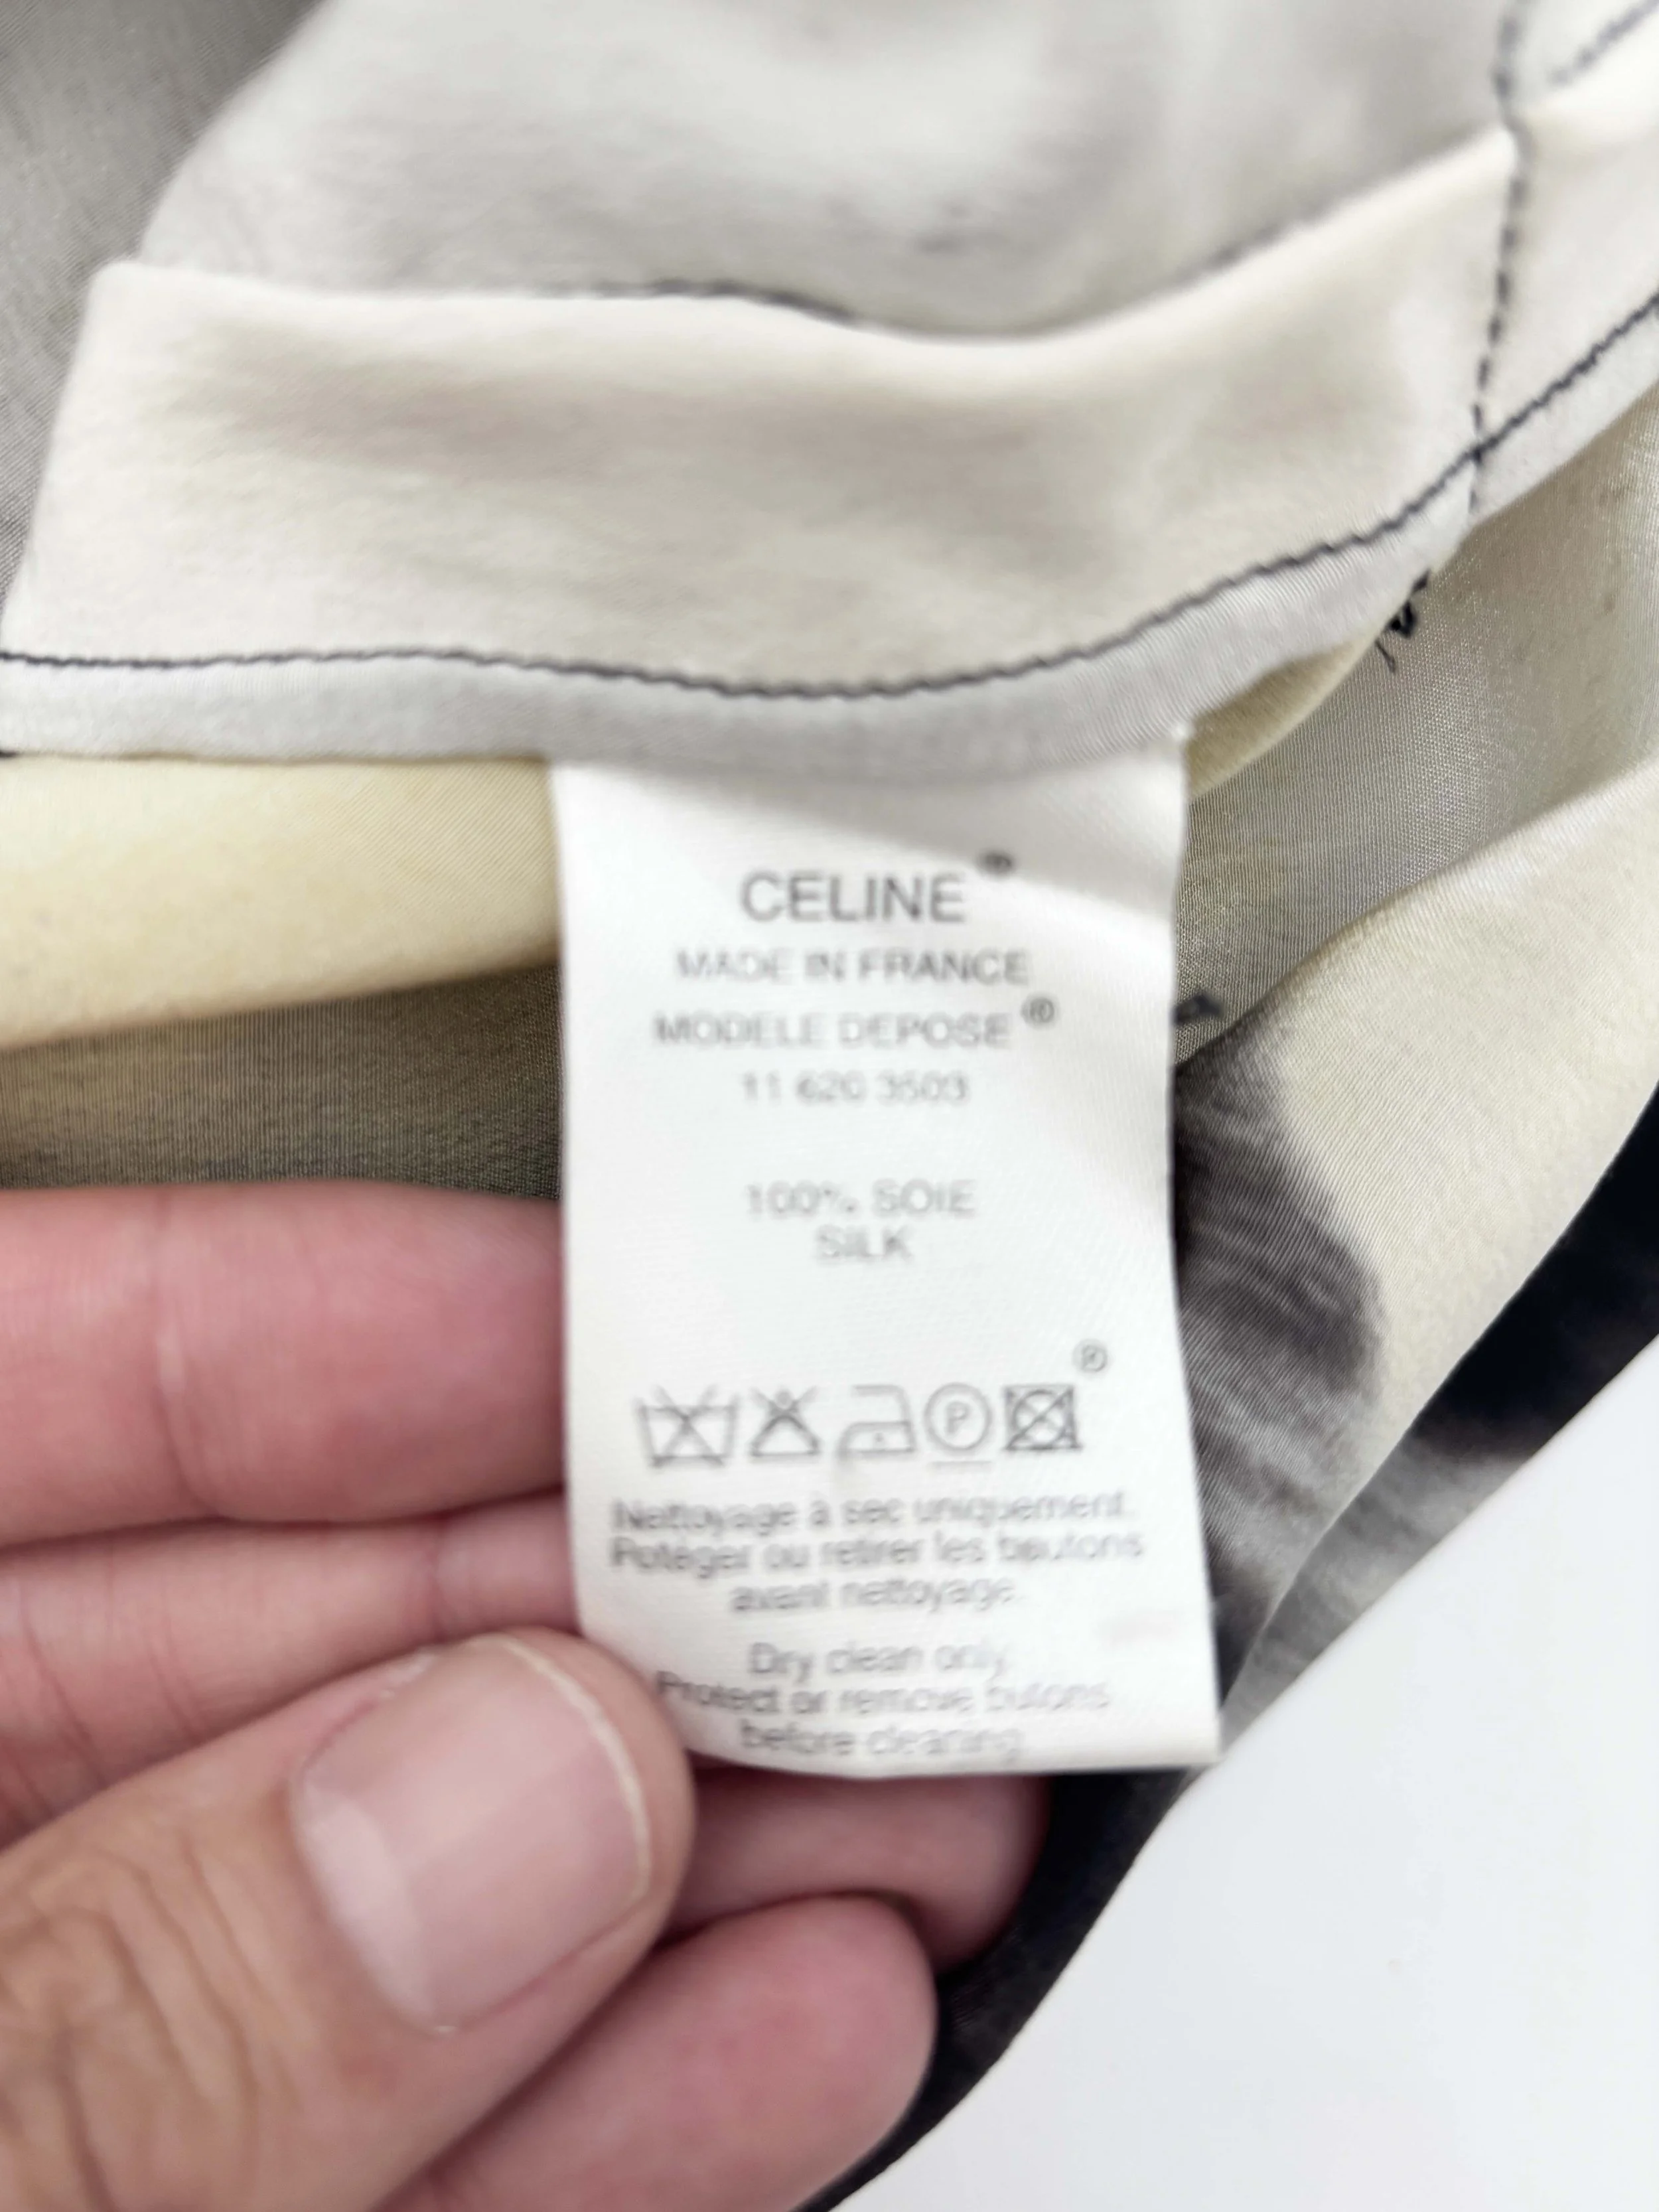 CELINE®
MADE IN FRANCE
MODELE DEPOSE®
11 620 3503
100% SOIE
SILK
®
P
Nettoyage à sec uniquement.
Potéger ou retirer les boutons
avant nettoyage.
Dry clean only.
Protect or remove butons
before cleaning.